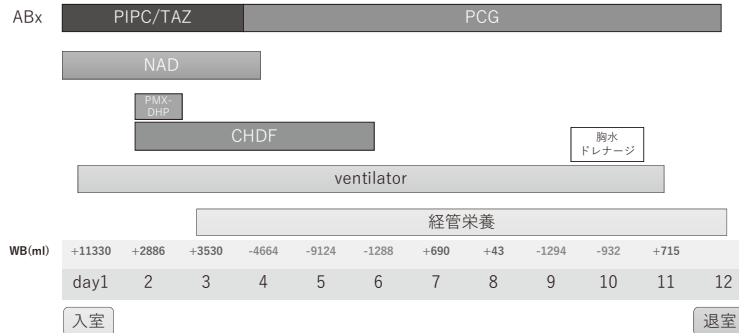 ABx PIPC/TAZ PCG
NAD
PMX-
DHP
CHDF
胸水
ドレナージ
ventilator
経管栄養
WB(ml) +11330 +2886 +3530 -4664 -9124 -1288 +690 +43 -1294 -932 +715
day1 2 3 4 5 6 7 8 9 10 11 12
入室 退室